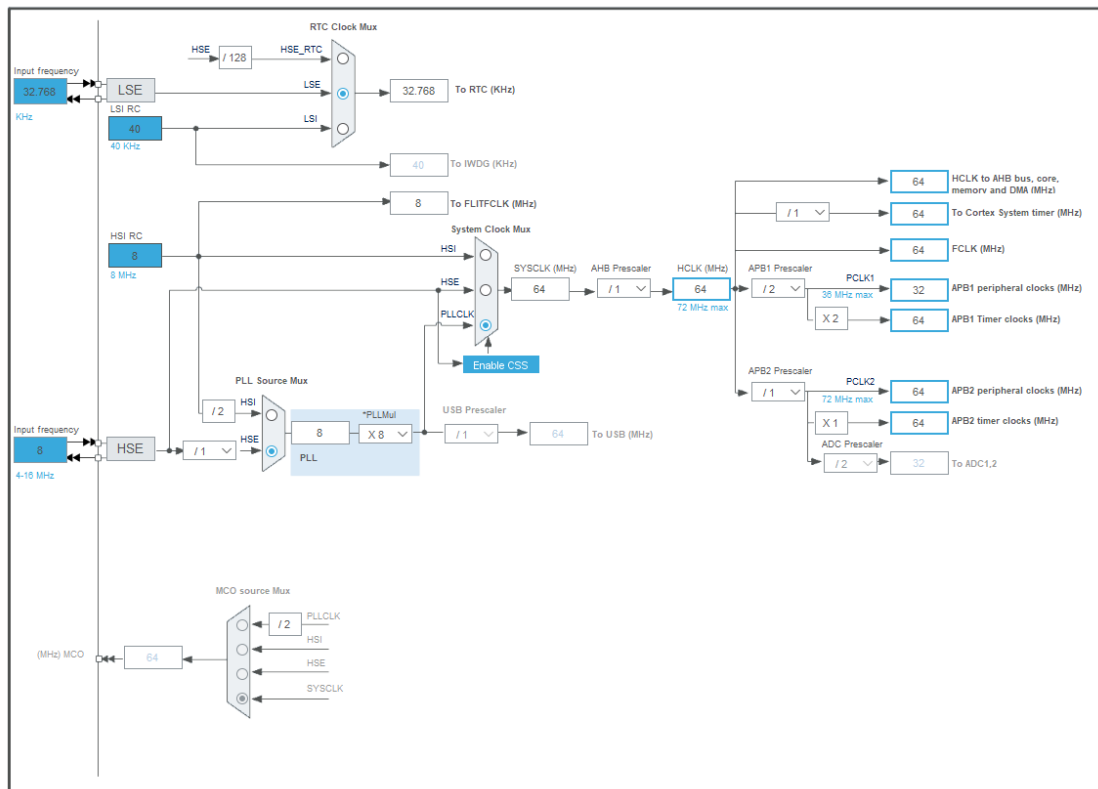 RTC Clock Mux
HSE
/ 128
HSE_RTC
Input frequency
32.768
KHz
LSE
LSE
32.768
To RTC (KHz)
LSI RC
40
40 KHz
LSI
40
To IWDG (KHz)
8
To FLITFCLK (MHz)
HSI RC
8
8 MHz
System Clock Mux
HSI
HSE
PLLCLK
Enable CSS
SYSCLK (MHz)
64
AHB Prescaler
/ 1
HCLK (MHz)
64
72 MHz max
64
HCLK to AHB bus, core,
memory and DMA (MHz)
/ 1
64
To Cortex System timer (MHz)
64
FCLK (MHz)
APB1 Prescaler
/ 2
PCLK1
36 MHz max
32
APB1 peripheral clocks (MHz)
X 2
64
APB1 Timer clocks (MHz)
APB2 Prescaler
/ 1
PCLK2
72 MHz max
64
APB2 peripheral clocks (MHz)
X 1
64
APB2 timer clocks (MHz)
ADC Prescaler
/ 2
32
To ADC1,2
PLL Source Mux
/ 2
HSI
Input frequency
8
4-16 MHz
HSE
/ 1
HSE
8
*PLLMul
X 8
PLL
USB Prescaler
/ 1
64
To USB (MHz)
MCO source Mux
(MHz) MCO
64
/ 2
PLLCLK
HSI
HSE
SYSCLK